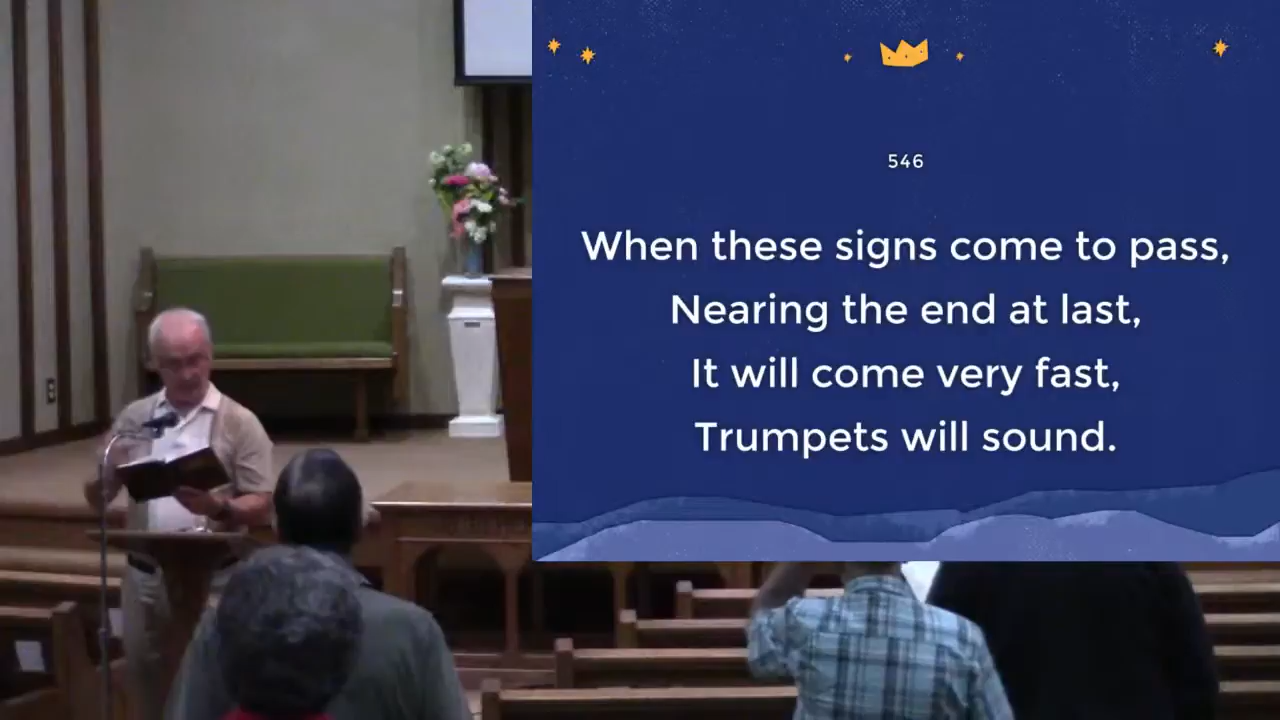 546
When these signs come to pass,
Nearing the end at last,
It will come very fast,
Trumpets will sound.